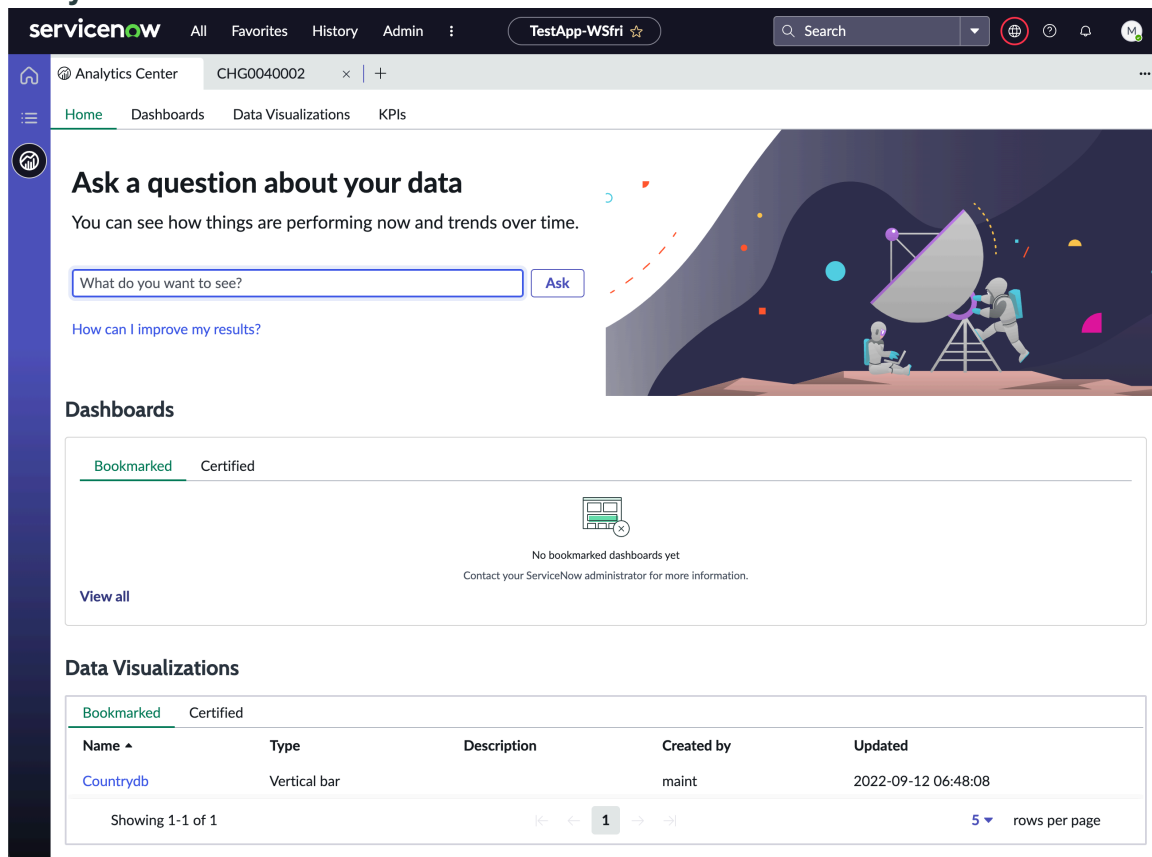 servicenow All Favorites History Admin TestApp-WSfri Search M
Analytics Center CHG0040002
Home Dashboards Data Visualizations KPIs
Ask a question about your data
You can see how things are performing now and trends over time.
What do you want to see? Ask
How can I improve my results?
Dashboards
Bookmarked Certified
No bookmarked dashboards yet
Contact your ServiceNow administrator for more information.
View all
Data Visualizations
Bookmarked Certified
Name Type Description Created by Updated
Countrydb Vertical bar maint 2022-09-12 06:48:08
Showing 1-1 of 1 1 5 rows per page